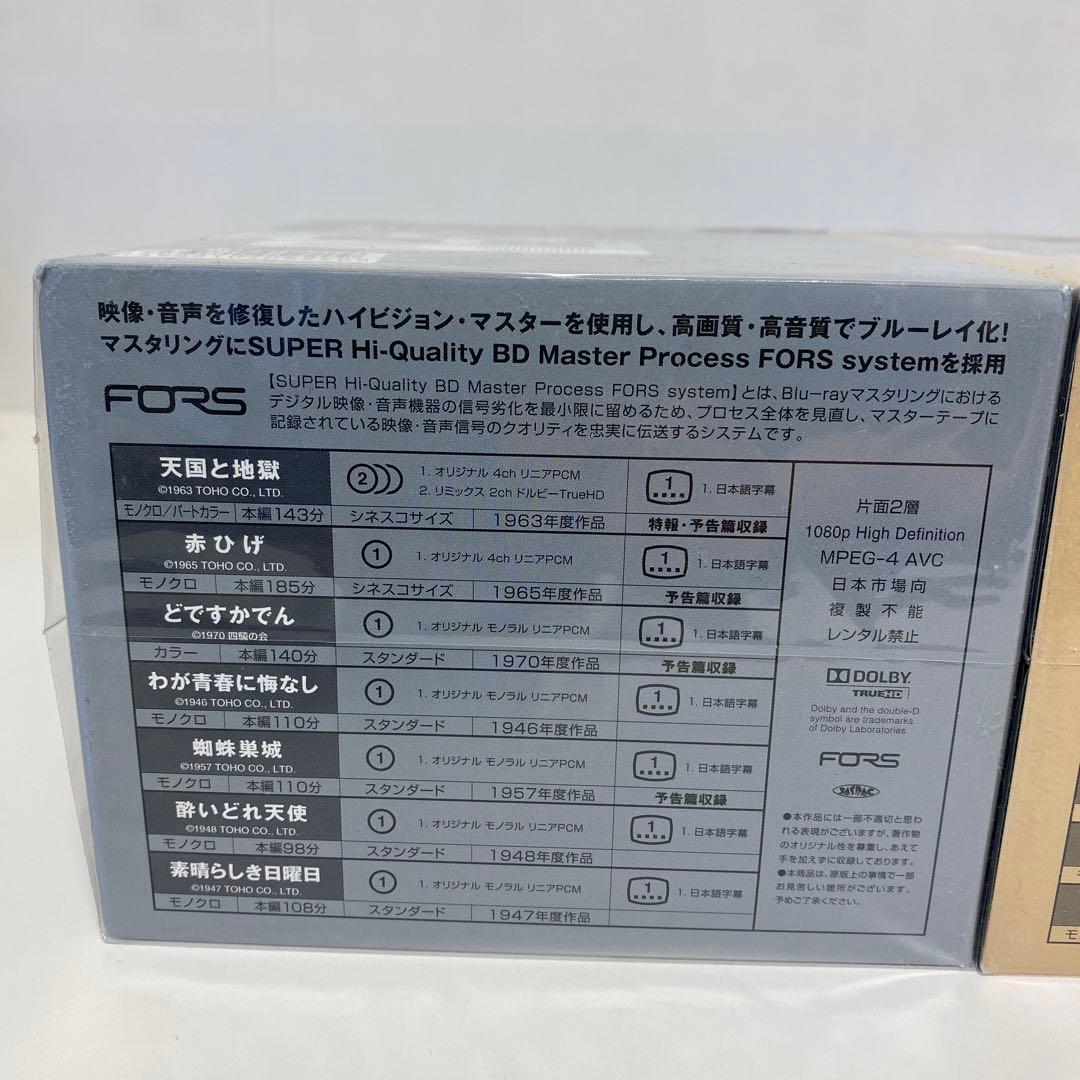 映像・音声を修復したハイビジョン・マスターを使用し、高画質・高音質でブルーレイ化!
マスタリングにSUPER Hi-Quality BD Master Process FORS systemを採用
FORS
【SUPER Hi-Quality BD Master Process FORS system】とは、Blu-rayマスタリングにおける
デジタル映像・音声機器の信号劣化を最小限に留めるため、プロセス全体を見直し、マスターテープに
記録されている映像・音声信号のクオリティを忠実に伝送するシステムです。
天国と地獄
©1963 TOHO CO., LTD.
2
1. オリジナル 4ch リニアPCM
2. リミックス 2ch ドルビーTrueHD
1
1. 日本語字幕
モノクロ/パートカラー 本編143分 シネスコサイズ 1963年度作品 特報・予告篇収録
赤ひげ
©1965 TOHO CO., LTD.
1
1. オリジナル 4ch リニアPCM
1
1. 日本語字幕
モノクロ 本編185分 シネスコサイズ 1965年度作品 予告篇収録
どですかでん
©1970 四騎の会
1
1. オリジナル モノラル リニアPCM
1
1. 日本語字幕
カラー 本編140分 スタンダード 1970年度作品 予告篇収録
わが青春に悔なし
©1946 TOHO CO., LTD.
1
1. オリジナル モノラル リニアPCM
1
1. 日本語字幕
モノクロ 本編110分 スタンダード 1946年度作品
蜘蛛巣城
©1957 TOHO CO., LTD.
1
1. オリジナル モノラル リニアPCM
1
1. 日本語字幕
モノクロ 本編110分 スタンダード 1957年度作品 予告篇収録
酔いどれ天使
©1948 TOHO CO., LTD.
1
1. オリジナル モノラル リニアPCM
1
1. 日本語字幕
モノクロ 本編98分 スタンダード 1948年度作品
素晴らしき日曜日
©1947 TOHO CO., LTD.
1
1. オリジナル モノラル リニアPCM
1
1. 日本語字幕
モノクロ 本編108分 スタンダード 1947年度作品
片面2層
1080p High Definition
MPEG-4 AVC
日本市場向
複製不能
レンタル禁止
DOLBY
TRUEHD
Dolby and the double-D
symbol are trademarks
of Dolby Laboratories.
FORS
●本作品には一部不適切と思わ
れる表現がございますが、著作物
のオリジナル性を尊重し、あえて
手を加えずに収録しております。
●本商品は、原版上の事情で一部
お見苦しい箇所がございます。
予めご了承ください。
モ